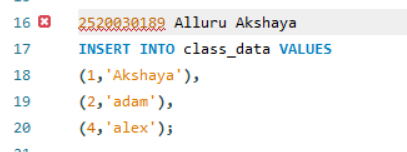 16 2520030189 Alluru Akshaya
17 INSERT INTO class_data VALUES
18 (1,'Akshaya'),
19 (2,'adam'),
20 (4,'alex');